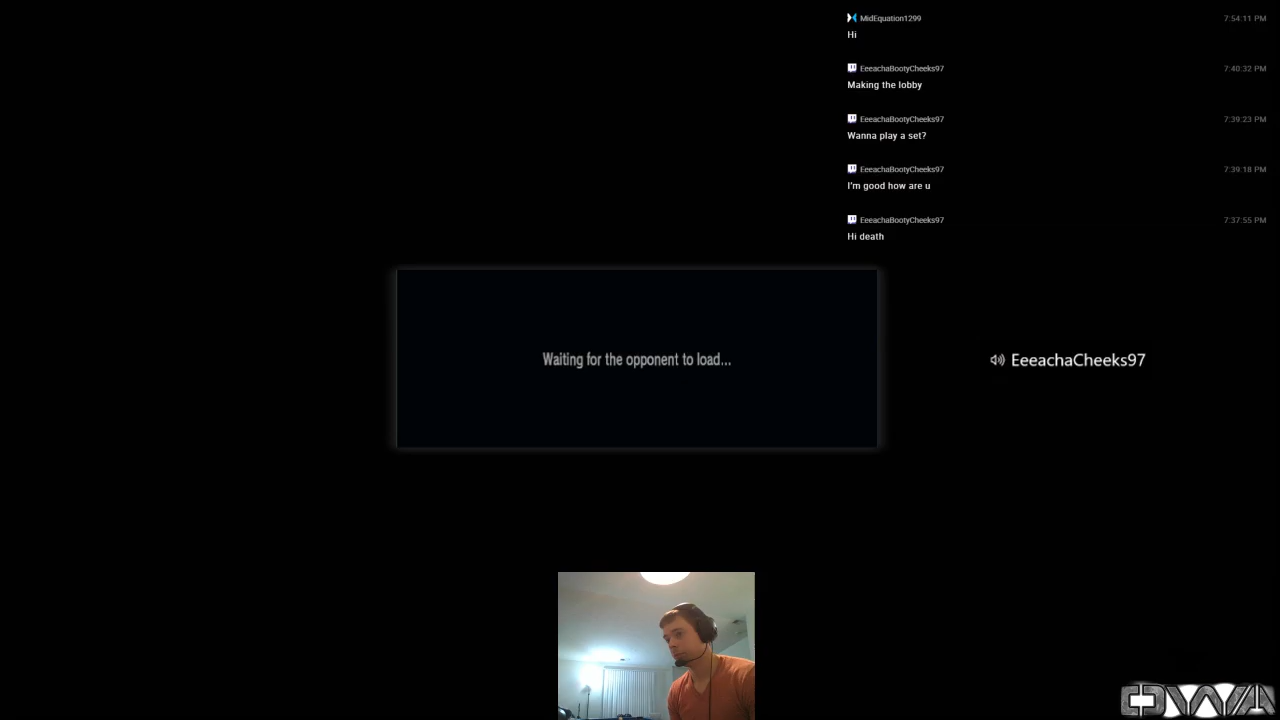 MidEquation1299 7:54:11 PM
Hi
EeeachaBootyCheeks97 7:40:32 PM
Making the lobby
EeeachaBootyCheeks97 7:39:23 PM
Wanna play a set?
EeeachaBootyCheeks97 7:39:18 PM
I'm good how are u
EeeachaBootyCheeks97 7:37:55 PM
Hi death
Waiting for the opponent to load...
EeeachaCheeks97